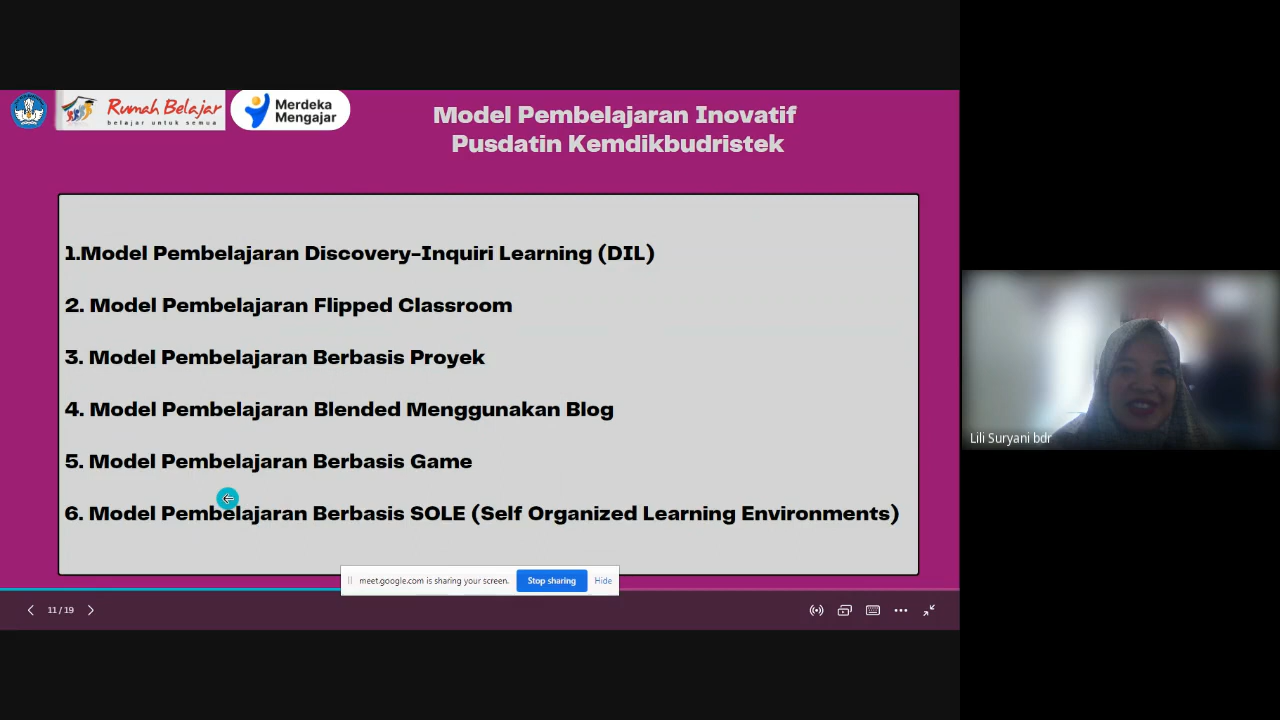 Rumah Belajar
belajar untuk semua
Merdeka
Mengajar
Model Pembelajaran Inovatif
Pusdatin Kemdikbudristek
1.Model Pembelajaran Discovery-Inquiri Learning (DIL)
2. Model Pembelajaran Flipped Classroom
3. Model Pembelajaran Berbasis Proyek
4. Model Pembelajaran Blended Menggunakan Blog
5. Model Pembelajaran Berbasis Game
6. Model Pembelajaran Berbasis SOLE (Self Organized Learning Environments)
meet.google.com is sharing your screen.
Stop sharing
Hide
11 / 19
Lili Suryani bdr